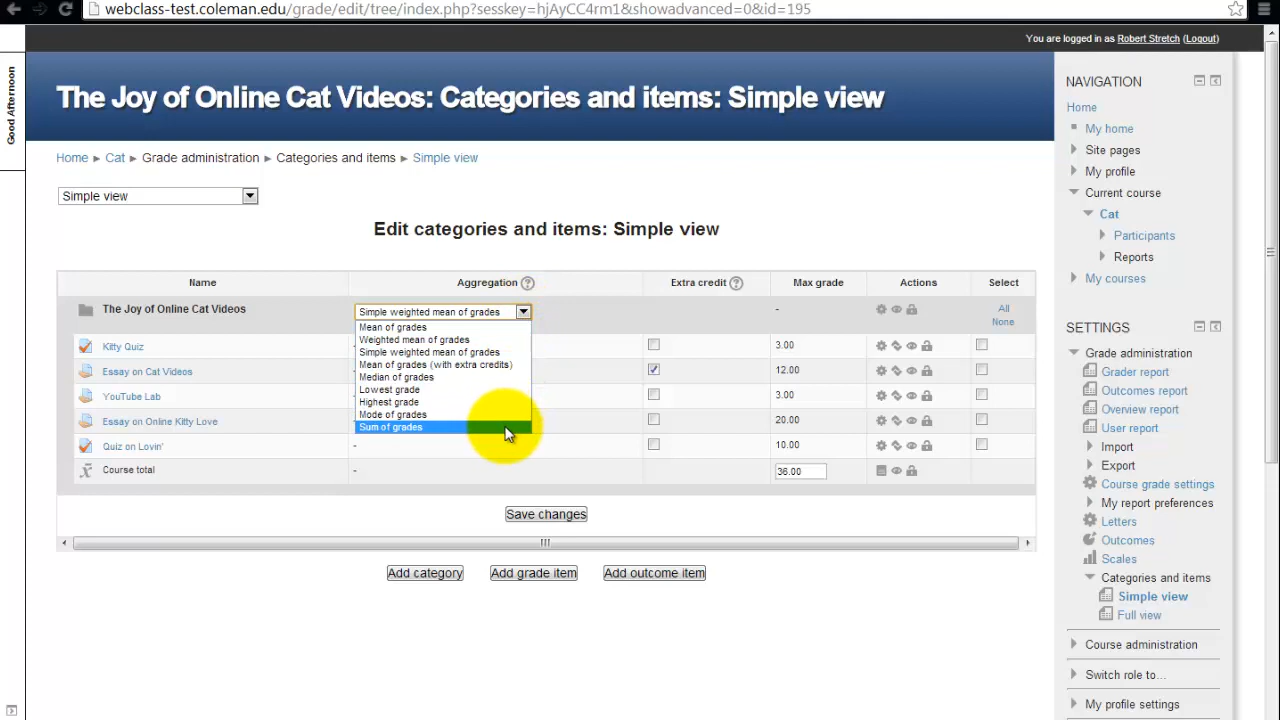 webclass-test.coleman.edu/grade/edit/tree/index.php?sesskey=hjAyCC4rm1&showadvanced=0&id=195
You are logged in as Robert Stretch (Logout)
Good Afternoon
The Joy of Online Cat Videos: Categories and items: Simple view
Home ► Cat ► Grade administration ► Categories and items ► Simple view
Simple view
Edit categories and items: Simple view
Name Aggregation Extra credit Max grade Actions Select
The Joy of Online Cat Videos Simple weighted mean of grades - All
None
Mean of grades
Weighted mean of grades
Simple weighted mean of grades
Mean of grades (with extra credits)
Median of grades
Lowest grade
Highest grade
Mode of grades
Sum of grades
Kitty Quiz 3.00
Essay on Cat Videos 12.00
YouTube Lab 3.00
Essay on Online Kitty Love 20.00
Quiz on Lovin' - 10.00
Course total - 36.00
Save changes
Add category Add grade item Add outcome item
NAVIGATION
Home
My home
Site pages
My profile
Current course
Cat
Participants
Reports
My courses
SETTINGS
Grade administration
Grader report
Outcomes report
Overview report
User report
Import
Export
Course grade settings
My report preferences
Letters
Outcomes
Scales
Categories and items
Simple view
Full view
Course administration
Switch role to...
My profile settings